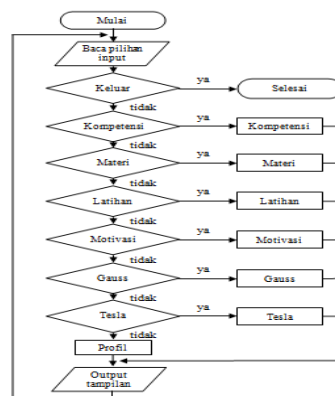 Mulai
Baca pilihan
input
Keluar
ya
Selesai
tidak
Kompetensi
ya
Kompetensi
tidak
Materi
ya
Materi
tidak
Latihan
ya
Latihan
tidak
Motivasi
ya
Motivasi
tidak
Gauss
ya
Gauss
tidak
Tesla
ya
Tesla
tidak
Profil
Output
tampilan